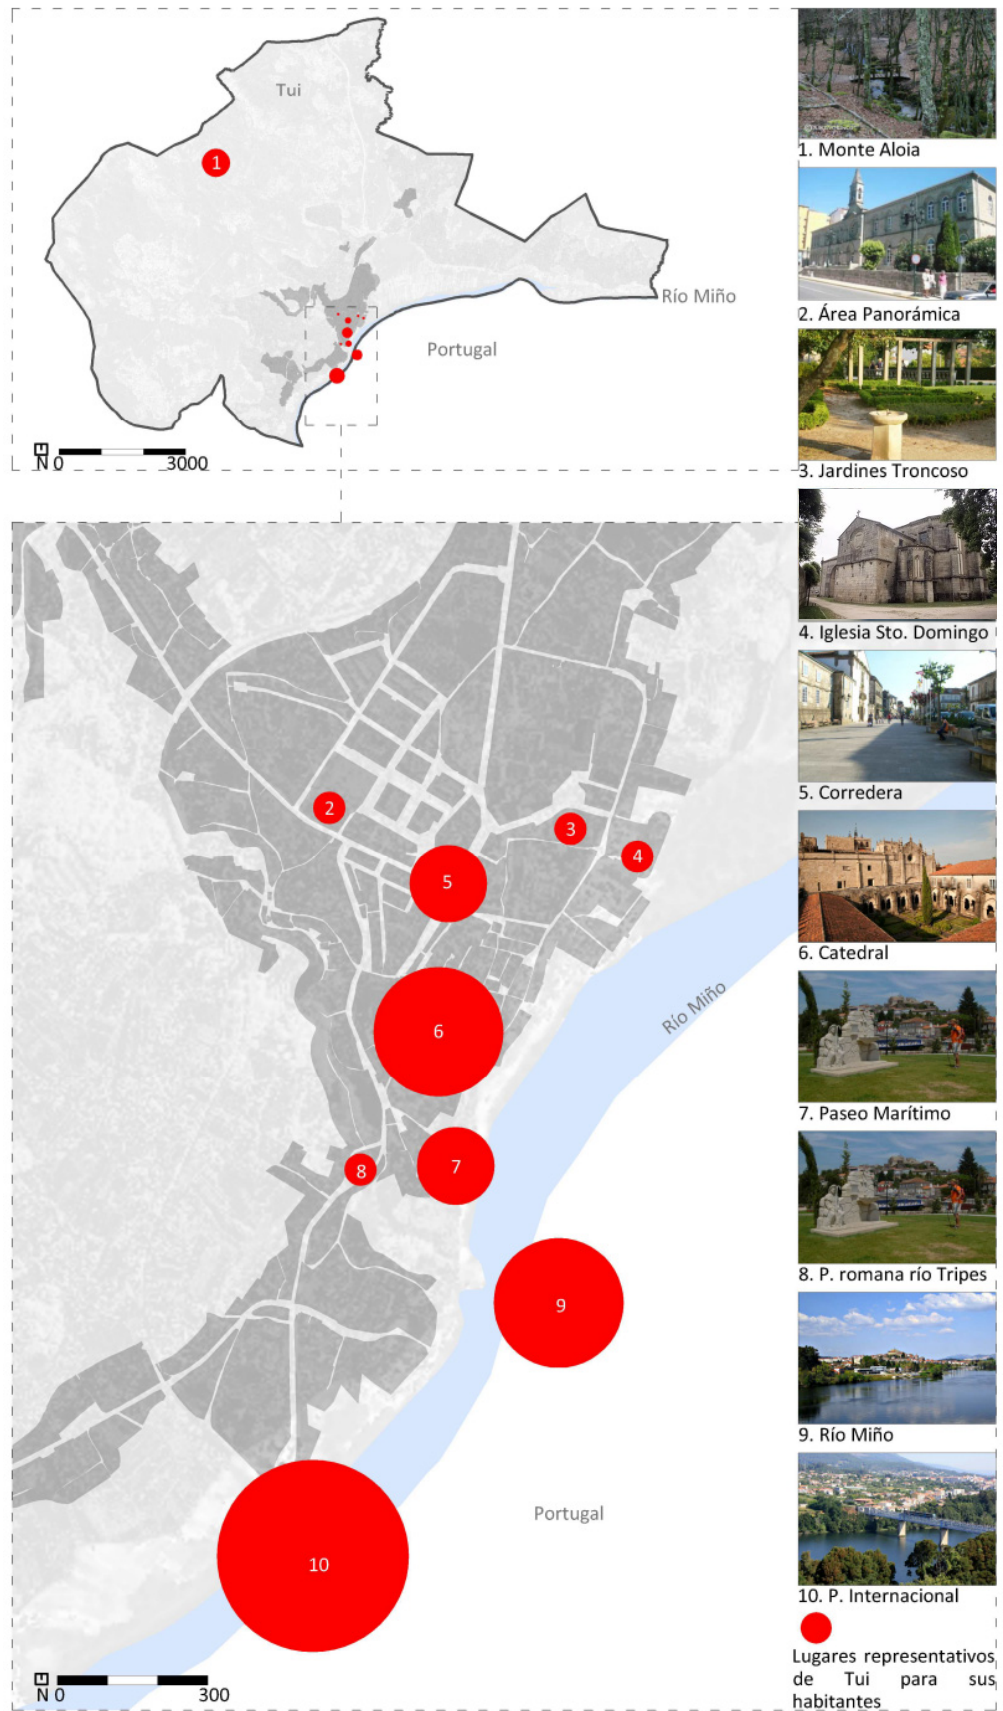 Tui
1
Río Miño
Portugal
N 0
3000
1. Monte Aloia
2. Área Panorámica
3. Jardines Troncoso
4. Iglesia Sto. Domingo
5. Corredera
6. Catedral
7. Paseo Marítimo
8. P. romana río Tripes
9. Río Miño
10. P. Internacional
Lugares representativos
de Tui para sus
habitantes
2
3
4
5
6
Río Miño
7
8
9
Portugal
10
N 0
300